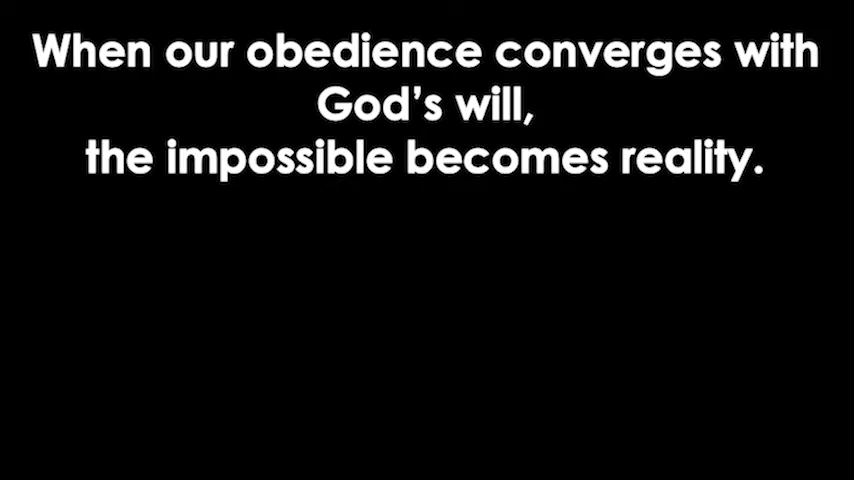 When our obedience converges with
God’s will,
the impossible becomes reality.